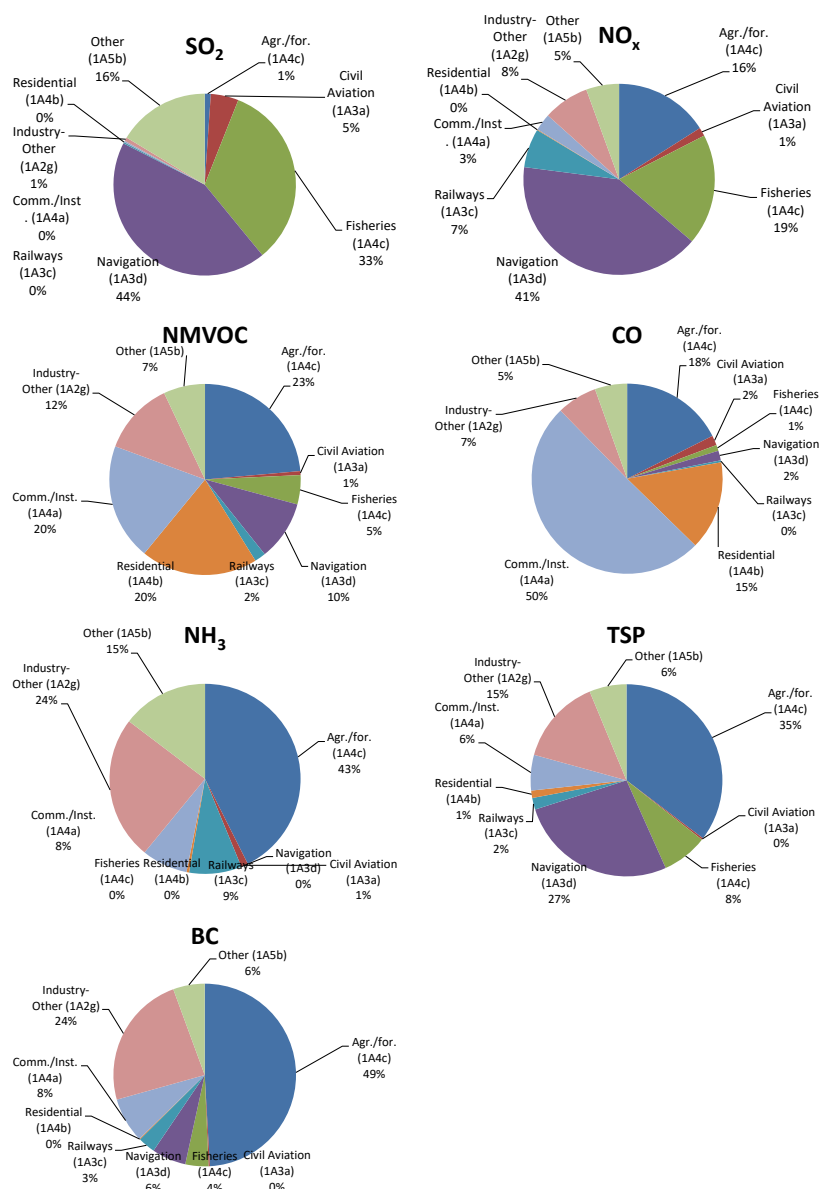 SO2
Other
(1A5b)
16%
Agr./for.
(1A4c)
1%
Civil
Aviation
(1A3a)
5%
Residential
(1A4b)
0%
Industry-
Other
(1A2g)
1%
Comm./Inst
. (1A4a)
0%
Railways
(1A3c)
0%
Navigation
(1A3d)
44%
Fisheries
(1A4c)
33%
NOx
Industry-
Other
(1A2g)
8%
Other
(1A5b)
5%
Agr./for.
(1A4c)
16%
Residential
(1A4b)
0%
Civil
Aviation
(1A3a)
1%
Comm./Inst
. (1A4a)
3%
Railways
(1A3c)
7%
Fisheries
(1A4c)
19%
Navigation
(1A3d)
41%
NMVOC
Other (1A5b)
7%
Agr./for.
(1A4c)
23%
Industry-
Other (1A2g)
12%
Civil Aviation
(1A3a)
1%
Comm./Inst.
(1A4a)
20%
Fisheries
(1A4c)
5%
Residential
(1A4b)
20%
Railways
(1A3c)
2%
Navigation
(1A3d)
10%
CO
Other (1A5b)
5%
Agr./for.
(1A4c)
18%
Civil Aviation
(1A3a)
2%
Industry-
Other (1A2g)
7%
Fisheries
(1A4c)
1%
Navigation
(1A3d)
2%
Railways
(1A3c)
0%
Comm./Inst.
(1A4a)
50%
Residential
(1A4b)
15%
NH3
Other (1A5b)
15%
Industry-
Other (1A2g)
24%
Agr./for.
(1A4c)
43%
Comm./Inst.
(1A4a)
8%
Fisheries
(1A4c)
0%
Residential
(1A4b)
0%
Railways
(1A3c)
9%
Navigation
(1A3d)
0%
Civil Aviation
(1A3a)
1%
TSP
Industry-
Other (1A2g)
15%
Other (1A5b)
6%
Agr./for.
(1A4c)
35%
Comm./Inst.
(1A4a)
6%
Residential
(1A4b)
1%
Railways
(1A3c)
2%
Civil Aviation
(1A3a)
0%
Navigation
(1A3d)
27%
Fisheries
(1A4c)
8%
BC
Other (1A5b)
6%
Industry-
Other (1A2g)
24%
Agr./for.
(1A4c)
49%
Comm./Inst.
(1A4a)
8%
Residential
(1A4b)
0%
Railways
(1A3c)
3%
Navigation
(1A3d)
6%
Fisheries
(1A4c)
4%
Civil Aviation
(1A3a)
0%